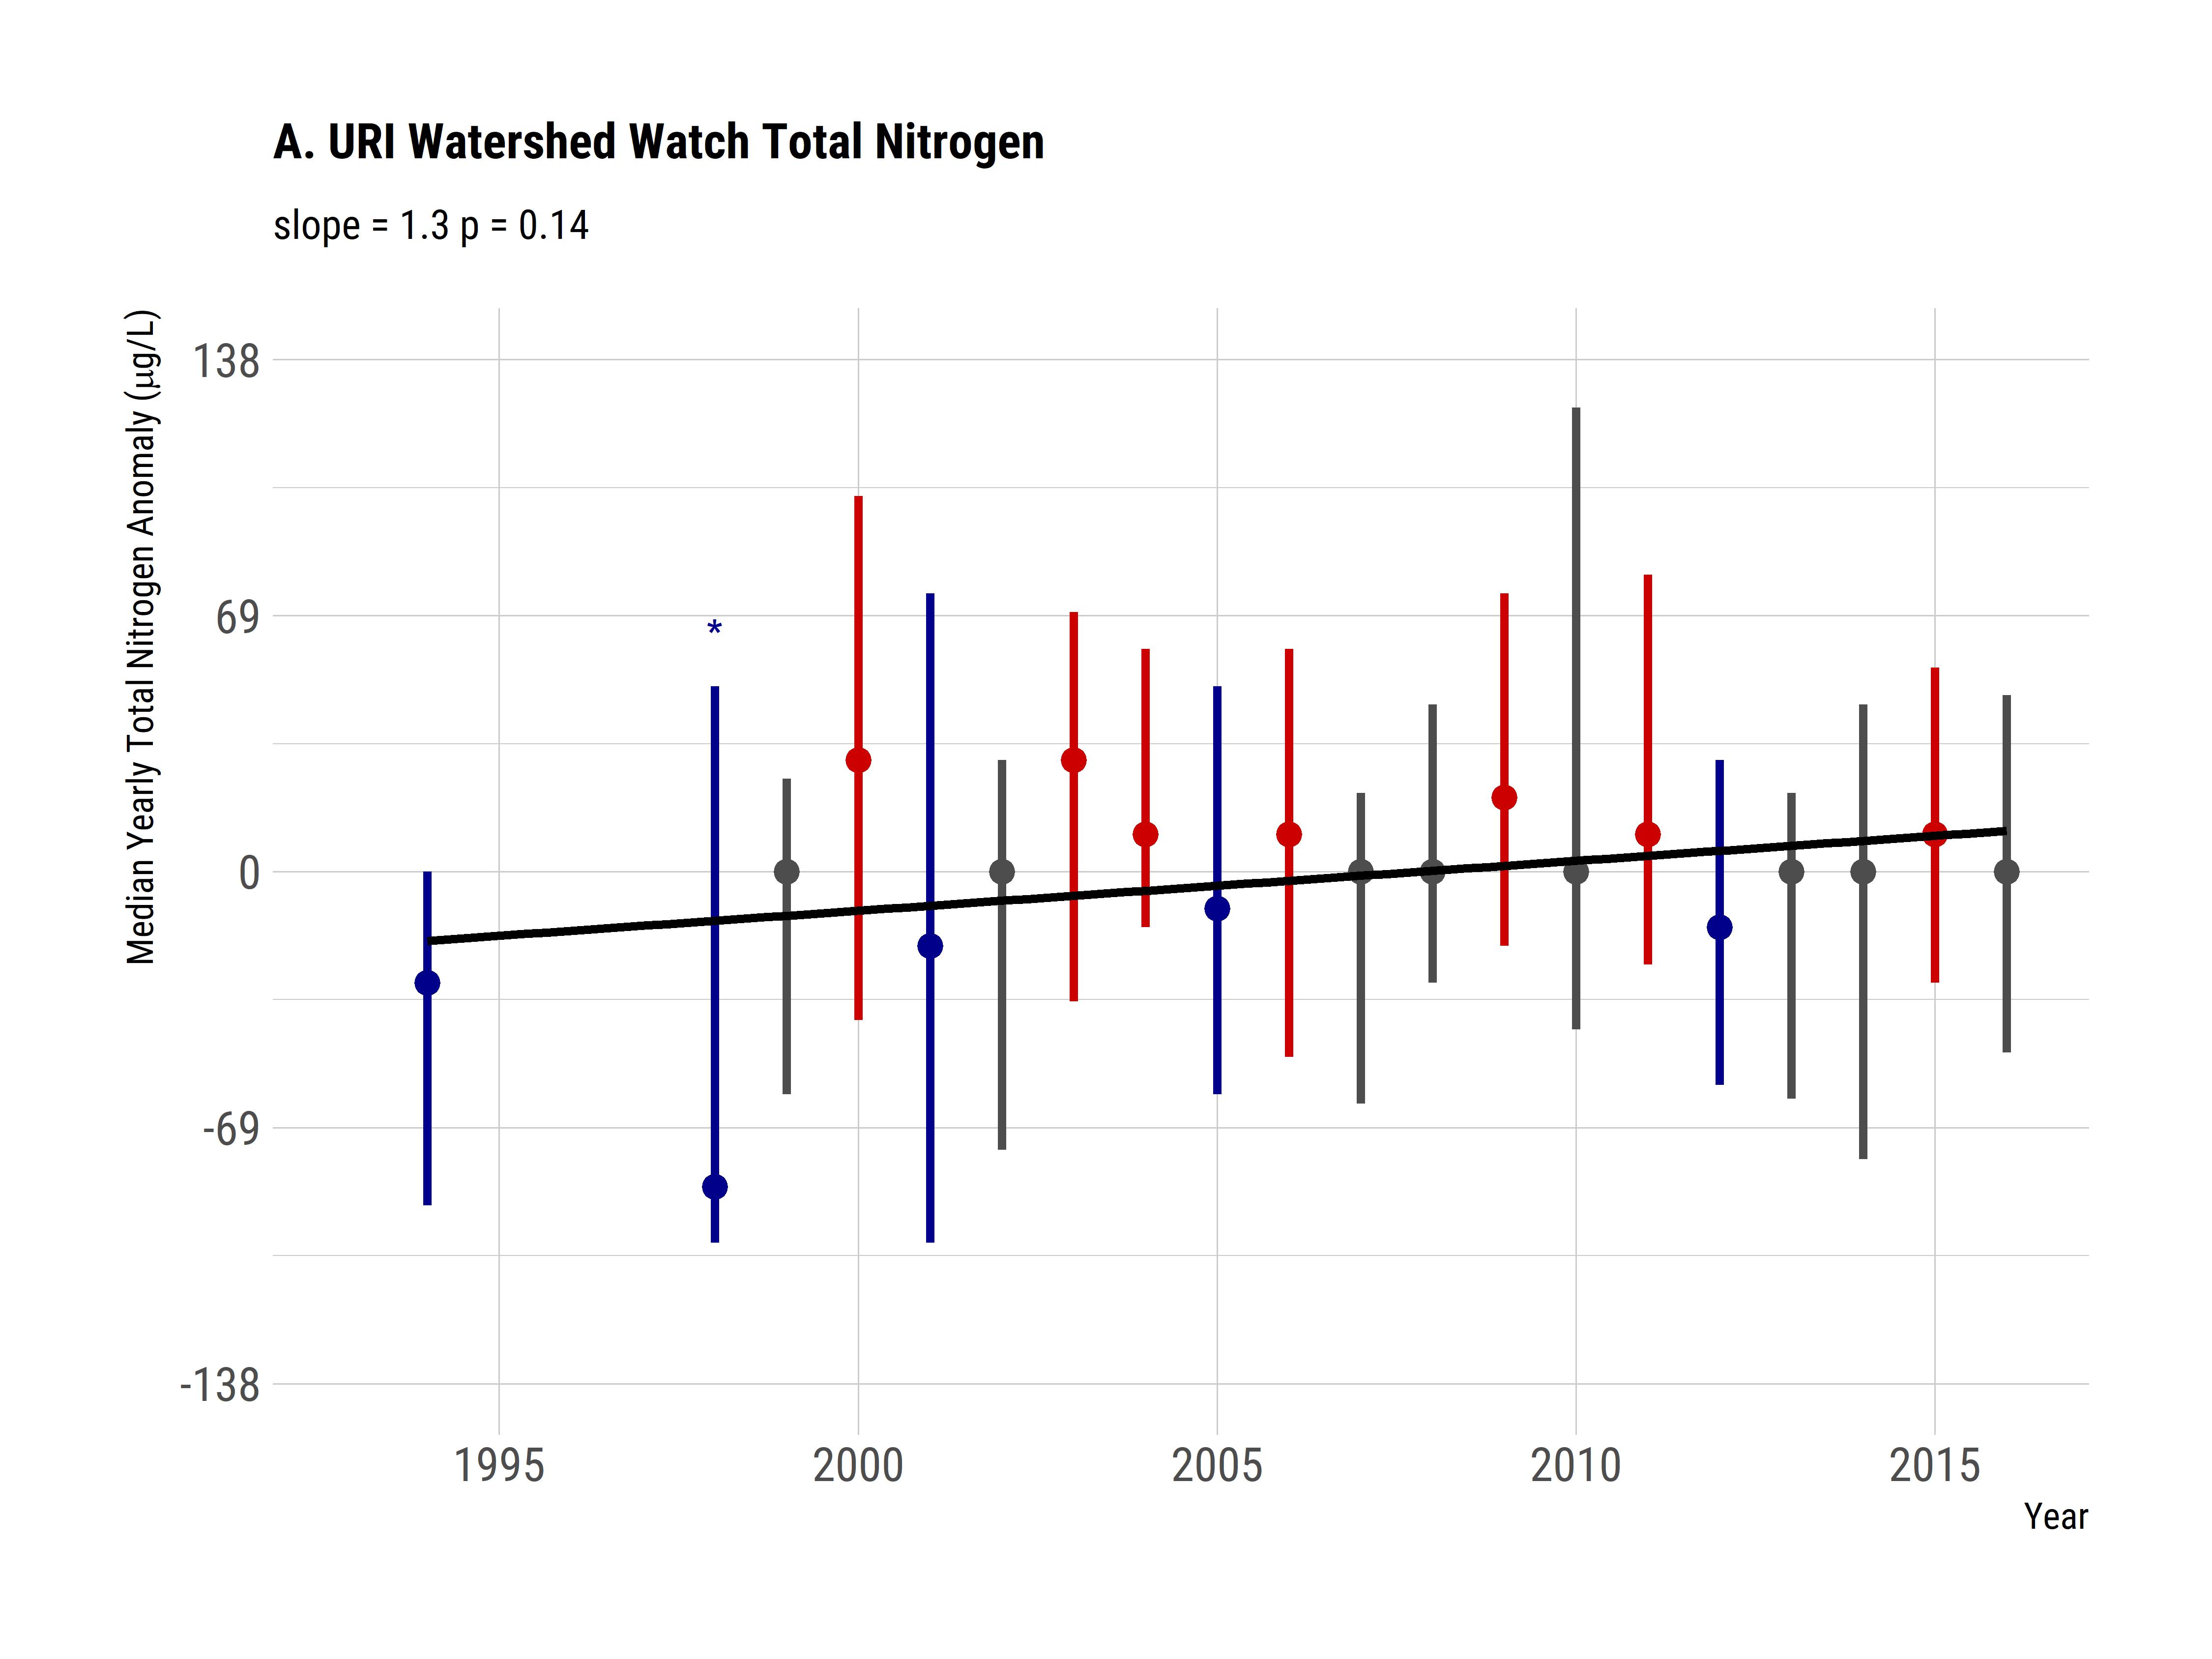 A. URI Watershed Watch Total Nitrogen
slope = 1.3 p = 0.14
Median Yearly Total Nitrogen Anomaly (µg/L)
138
69
0
-69
-138
*
1995 2000 2005 2010 2015
Year